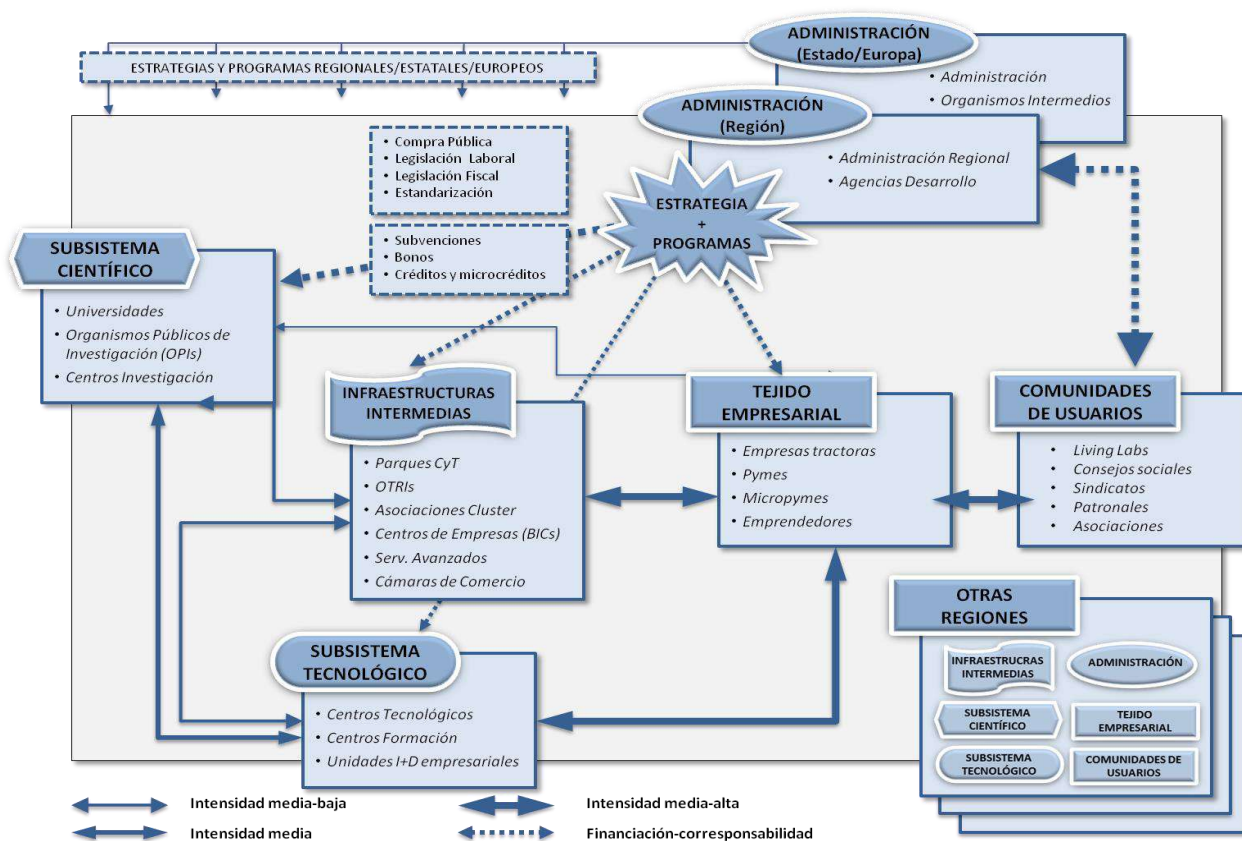 ADMINISTRACIÓN
(Estado/Europa)
• Administración
• Organismos Intermedios
ESTRATEGIAS Y PROGRAMAS REGIONALES/ESTATALES/EUROPEOS
ADMINISTRACIÓN
(Región)
• Administración Regional
• Agencias Desarrollo
• Compra Pública
• Legislación Laboral
• Legislación Fiscal
• Estandarización
ESTRATEGIA
+
PROGRAMAS
• Subvenciones
• Bonos
• Créditos y microcréditos
SUBSISTEMA
CIENTÍFICO
• Universidades
• Organismos Públicos de
Investigación (OPIs)
• Centros Investigación
INFRAESTRUCTURAS
INTERMEDIAS
• Parques CyT
• OTRIs
• Asociaciones Cluster
• Centros de Empresas (BICs)
• Serv. Avanzados
• Cámaras de Comercio
TEJIDO
EMPRESARIAL
• Empresas tractoras
• Pymes
• Micropymes
• Emprendedores
COMUNIDADES
DE USUARIOS
• Living Labs
• Consejos sociales
• Sindicatos
• Patronales
• Asociaciones
SUBSISTEMA
TECNOLÓGICO
• Centros Tecnológicos
• Centros Formación
• Unidades I+D empresariales
OTRAS
REGIONES
INFRAESTRUCRAS
INTERMEDIAS
ADMINISTRACIÓN
SUBSISTEMA
CIENTÍFICO
TEJIDO
EMPRESARIAL
SUBSISTEMA
TECNOLÓGICO
COMUNIDADES DE
USUARIOS
Intensidad media-baja
Intensidad media-alta
Intensidad media
Financiación-corresponsabilidad